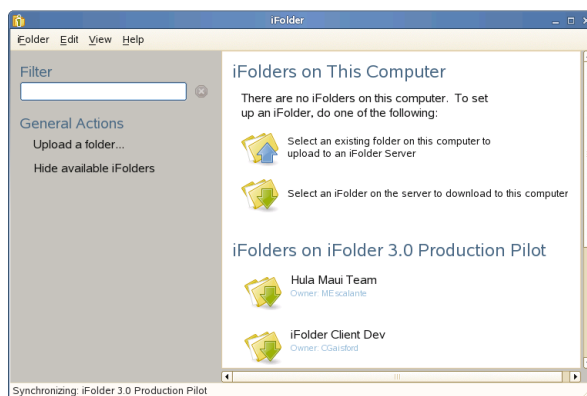 iFolder
iFolder Edit View Help
Filter
General Actions
Upload a folder...
Hide available iFolders
iFolders on This Computer
There are no iFolders on this computer. To set
up an iFolder, do one of the following:
Select an existing folder on this computer to
upload to an iFolder Server
Select an iFolder on the server to download to this computer
iFolders on iFolder 3.0 Production Pilot
Hula Maui Team
Owner: MEscalante
iFolder Client Dev
Owner: CGaisford
Synchronizing: iFolder 3.0 Production Pilot